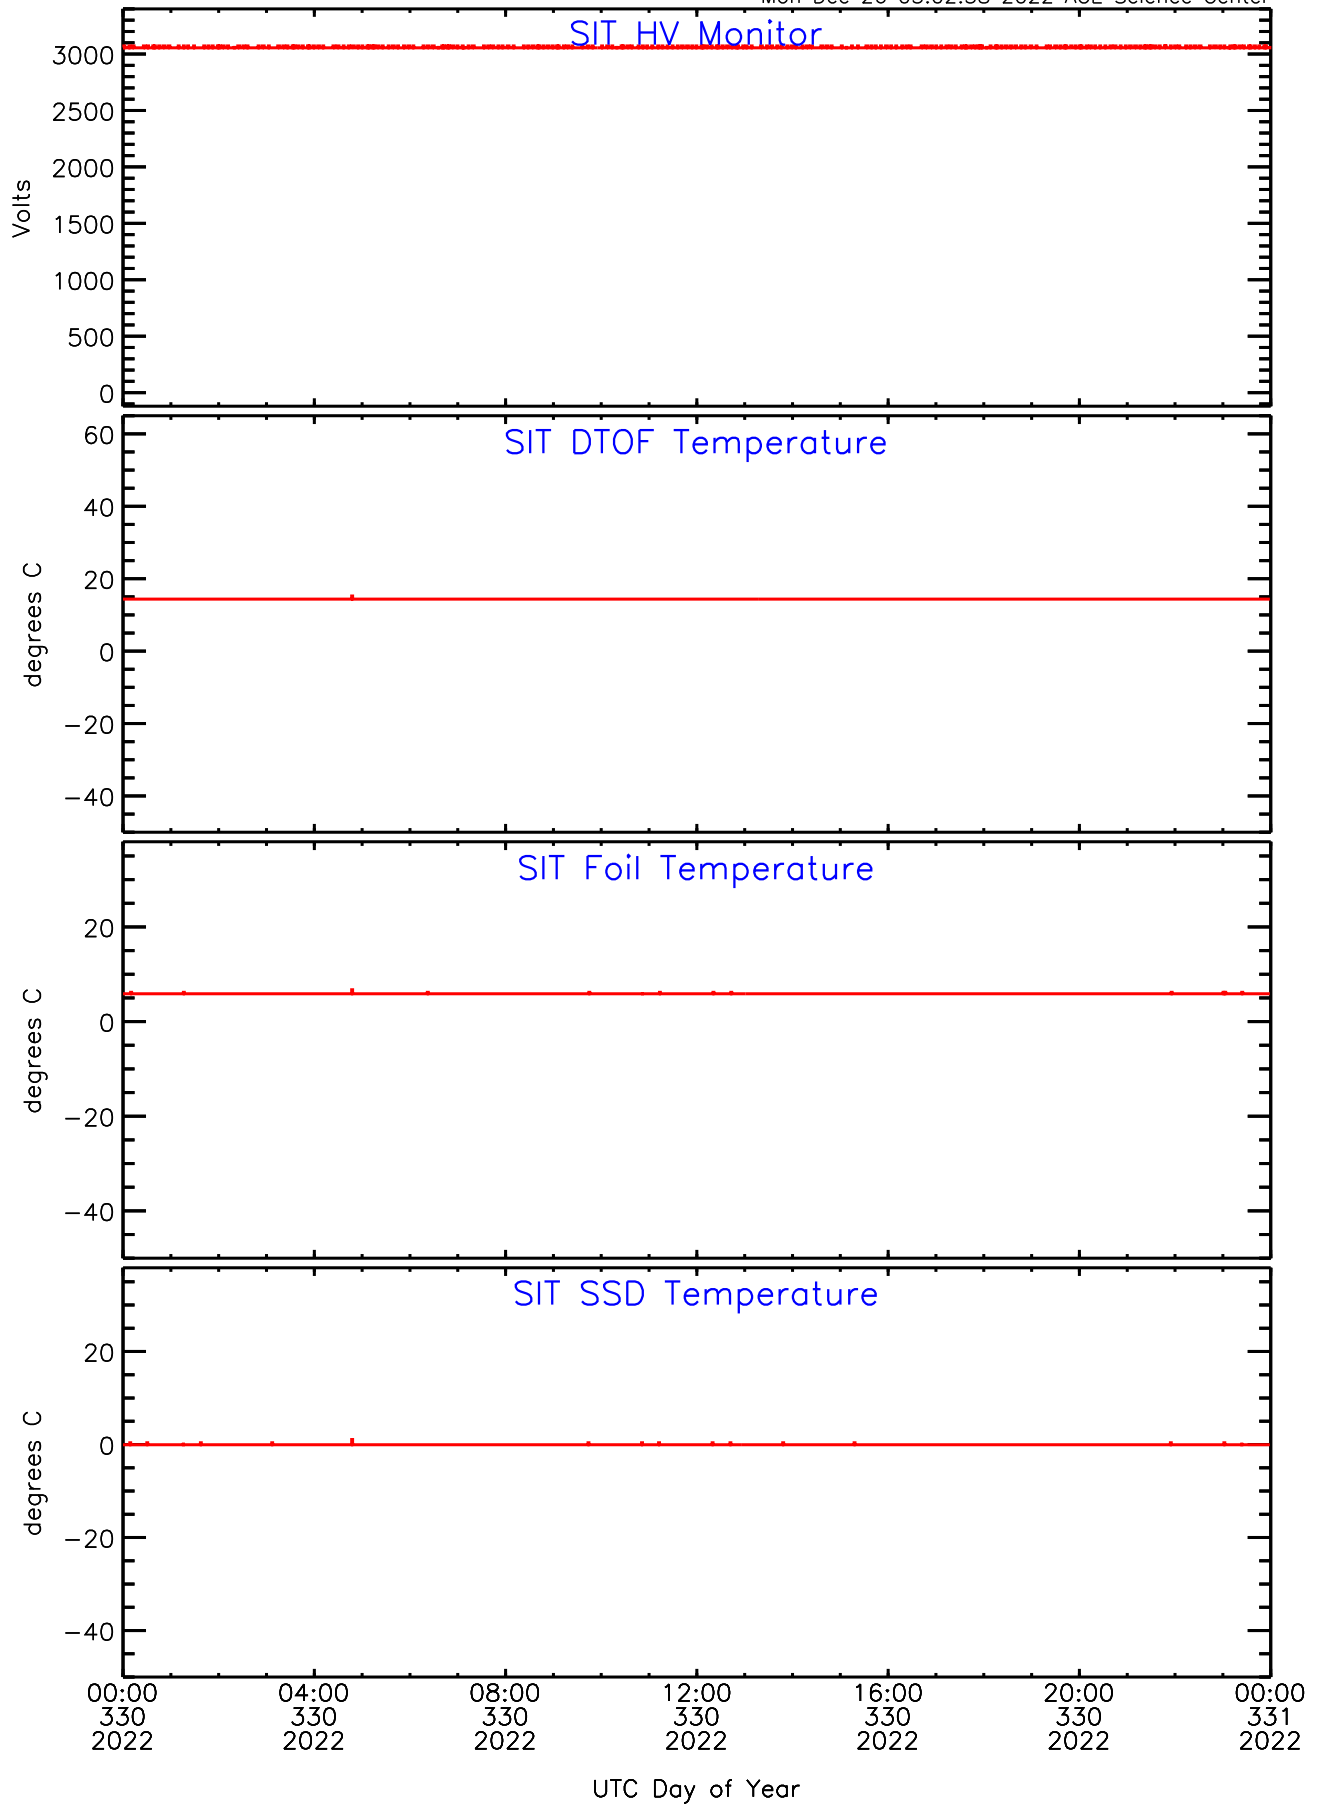 SIT HV Monitor
3000
2500
2000
1500
1000
500
0
Volts
SIT DTOF Temperature
60
40
20
0
−20
−40
degrees C
SIT Foil Temperature
20
0
−20
−40
degrees C
SIT SSD Temperature
20
0
−20
−40
degrees C
00:00 04:00 08:00 12:00 16:00 20:00 00:00
330 330 330 330 330 330 331
2022 2022 2022 2022 2022 2022 2022
UTC Day of Year